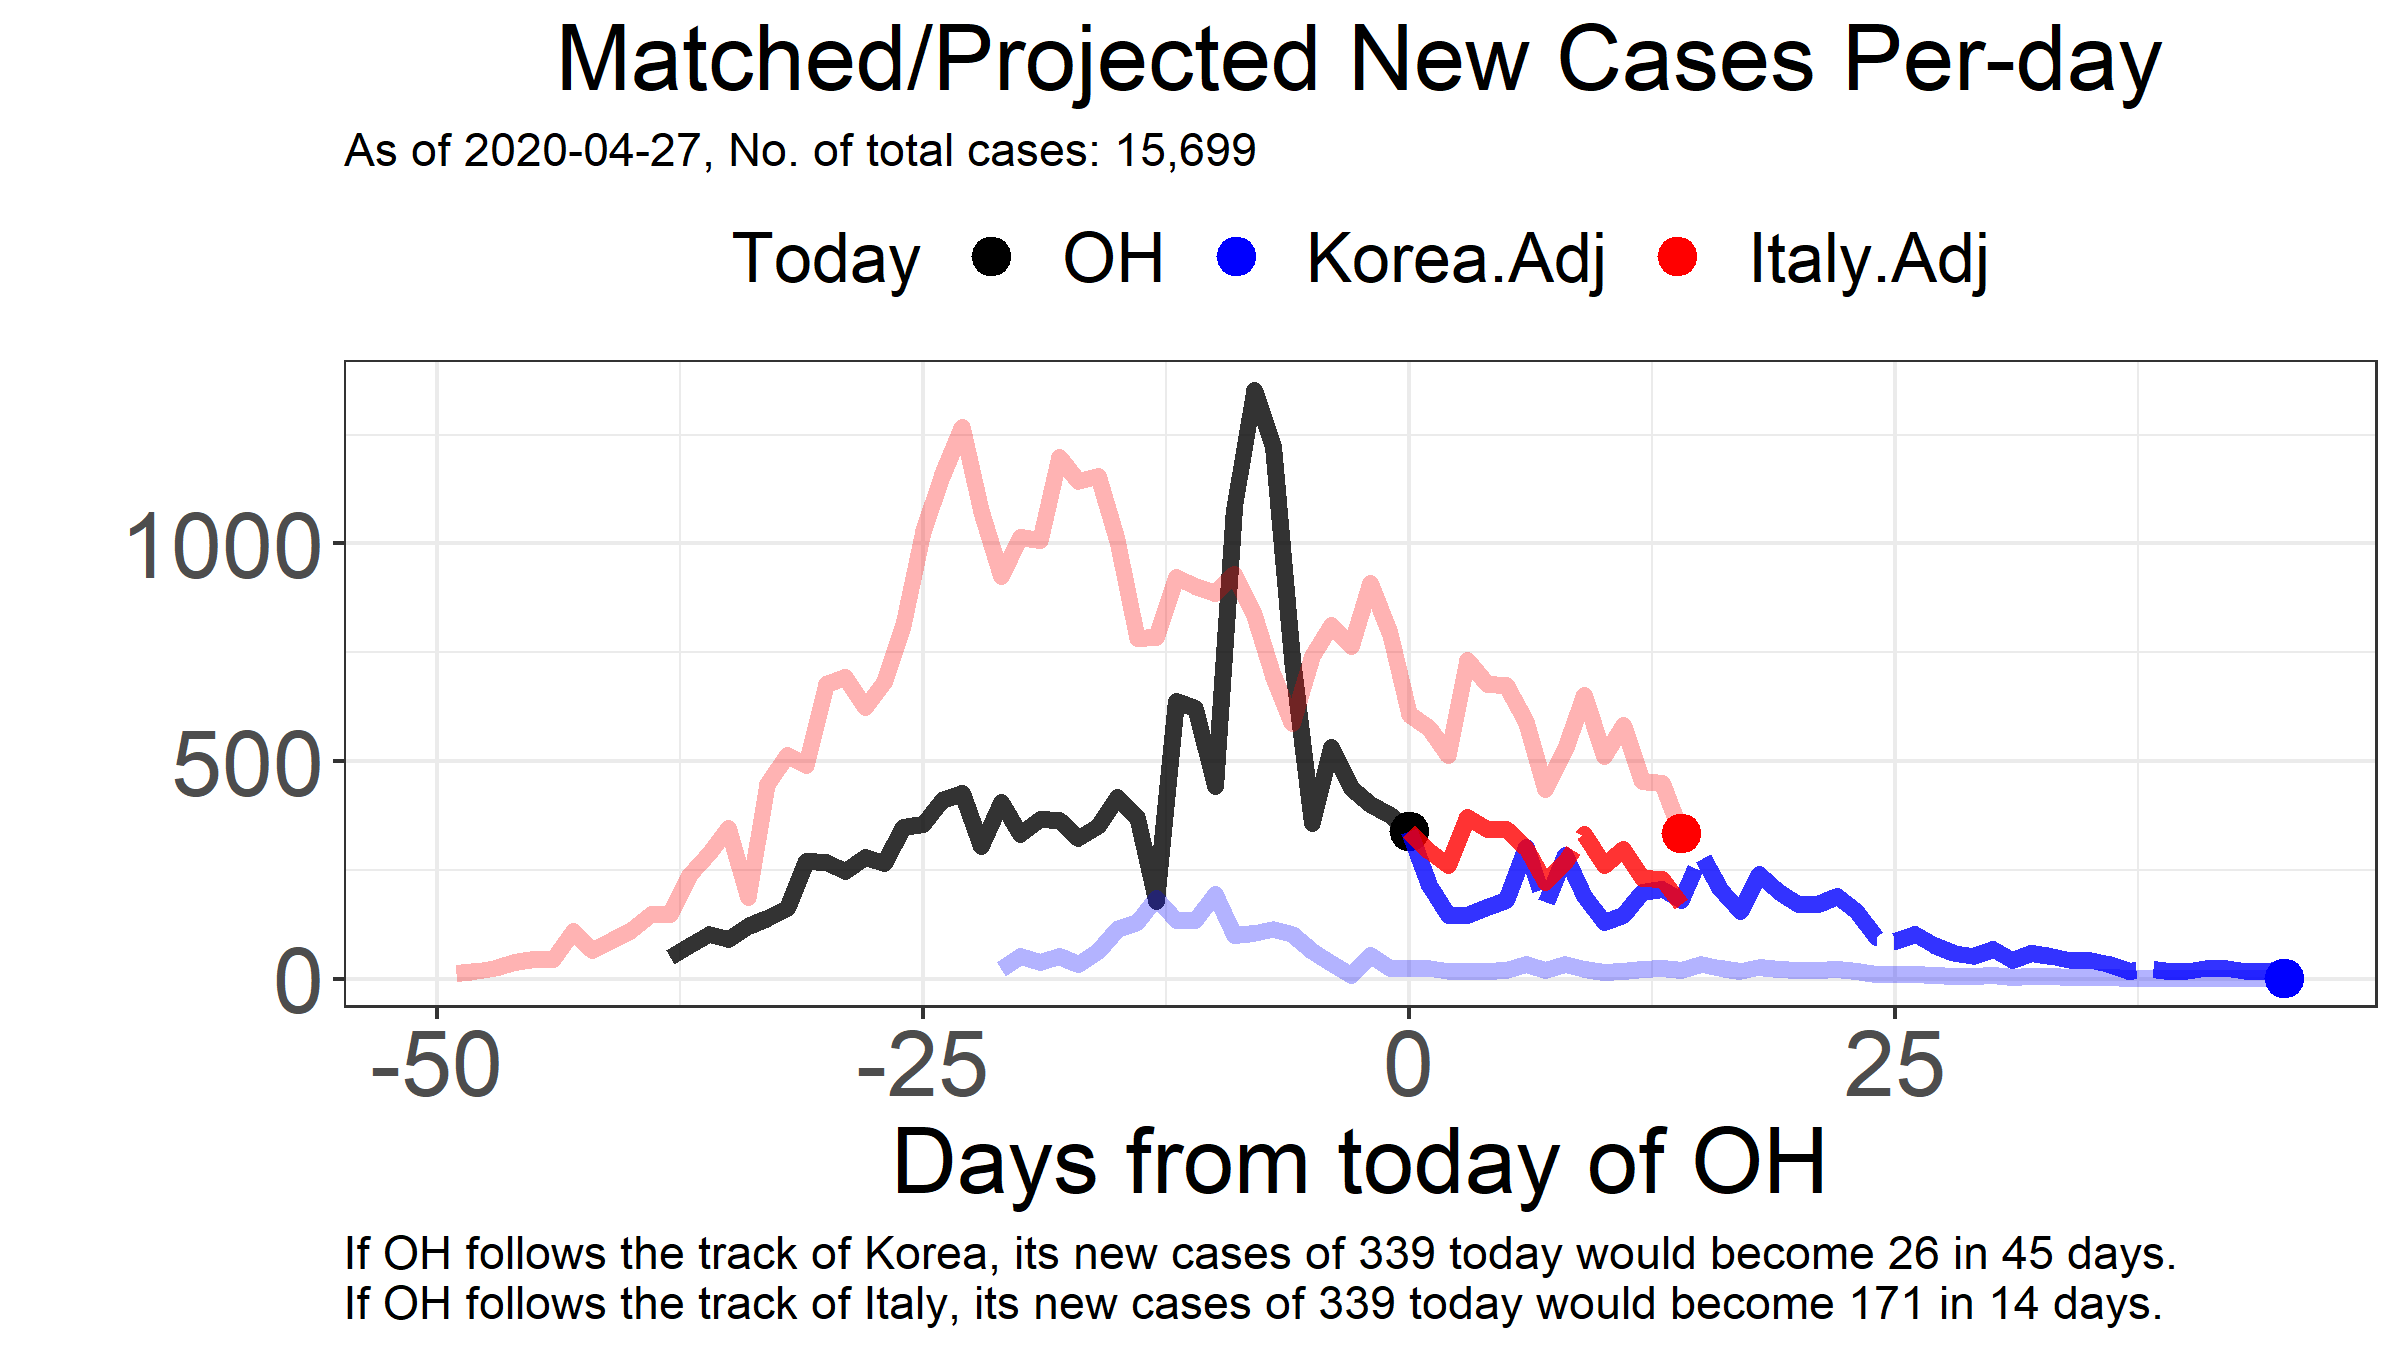 Matched/Projected New Cases Per-day
As of 2020-04-27, No. of total cases: 15,699
Today OH Korea.Adj Italy.Adj
1000
500
0
-50 -25 0 25
Days from today of OH
If OH follows the track of Korea, its new cases of 339 today would become 26 in 45 days.
If OH follows the track of Italy, its new cases of 339 today would become 171 in 14 days.